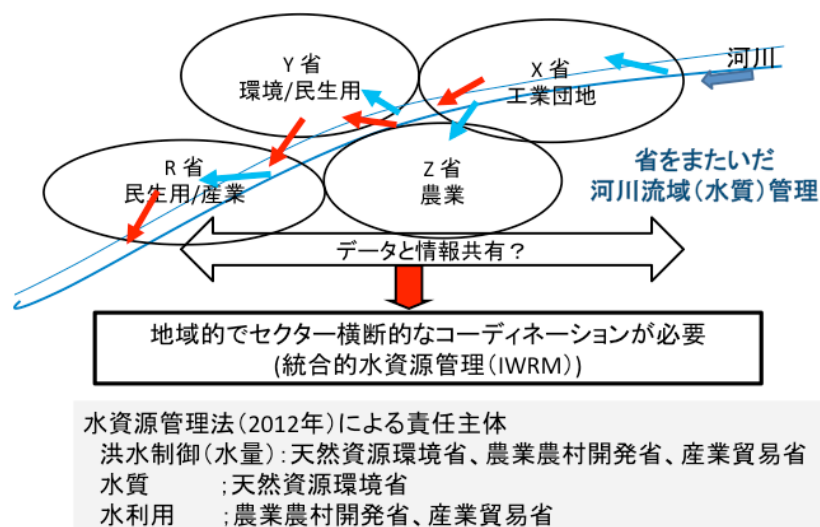 河川
X 省
工業団地
Y 省
環境/民生用
Z 省
農業
R 省
民生用/産業
省をまたいだ
河川流域(水質)管理
データと情報共有?
地域的でセクター横断的なコーディネーションが必要
(統合的水資源管理(IWRM))
水資源管理法(2012年)による責任主体
洪水制御(水量):天然資源環境省、農業農村開発省、産業貿易省
水質 ;天然資源環境省
水利用 ;農業農村開発省、産業貿易省